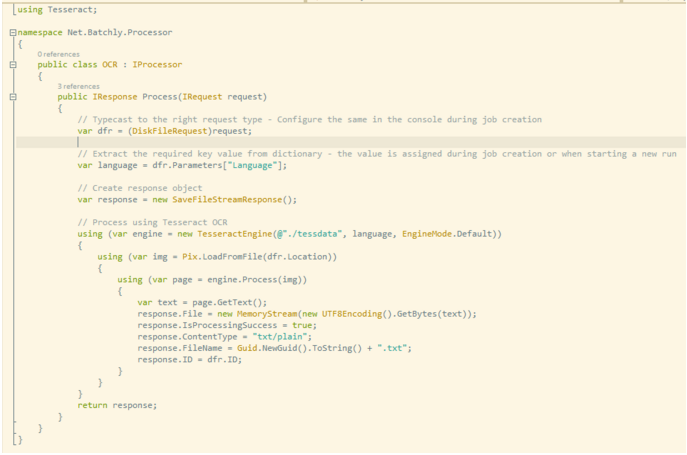 using Tesseract;
namespace Net.Batchly.Processor
{
0 references
public class OCR : IProcessor
{
3 references
public IResponse Process(IRequest request)
{
// Typecast to the right request type - Configure the same in the console during job creation
var dfr = (DiskFileRequest)request;
// Extract the required key value from dictionary - the value is assigned during job creation or when starting a new run
var language = dfr.Parameters["Language"];
// Create response object
var response = new SaveFileStreamResponse();
// Process using Tesseract OCR
using (var engine = new TesseractEngine(@"./tessdata", language, EngineMode.Default))
{
using (var img = Pix.LoadFromFile(dfr.Location))
{
using (var page = engine.Process(img))
{
var text = page.GetText();
response.File = new MemoryStream(new UTF8Encoding().GetBytes(text));
response.IsProcessingSuccess = true;
response.ContentType = "txt/plain";
response.FileName = Guid.NewGuid().ToString() + ".txt";
response.ID = dfr.ID;
}
}
}
return response;
}
}
}